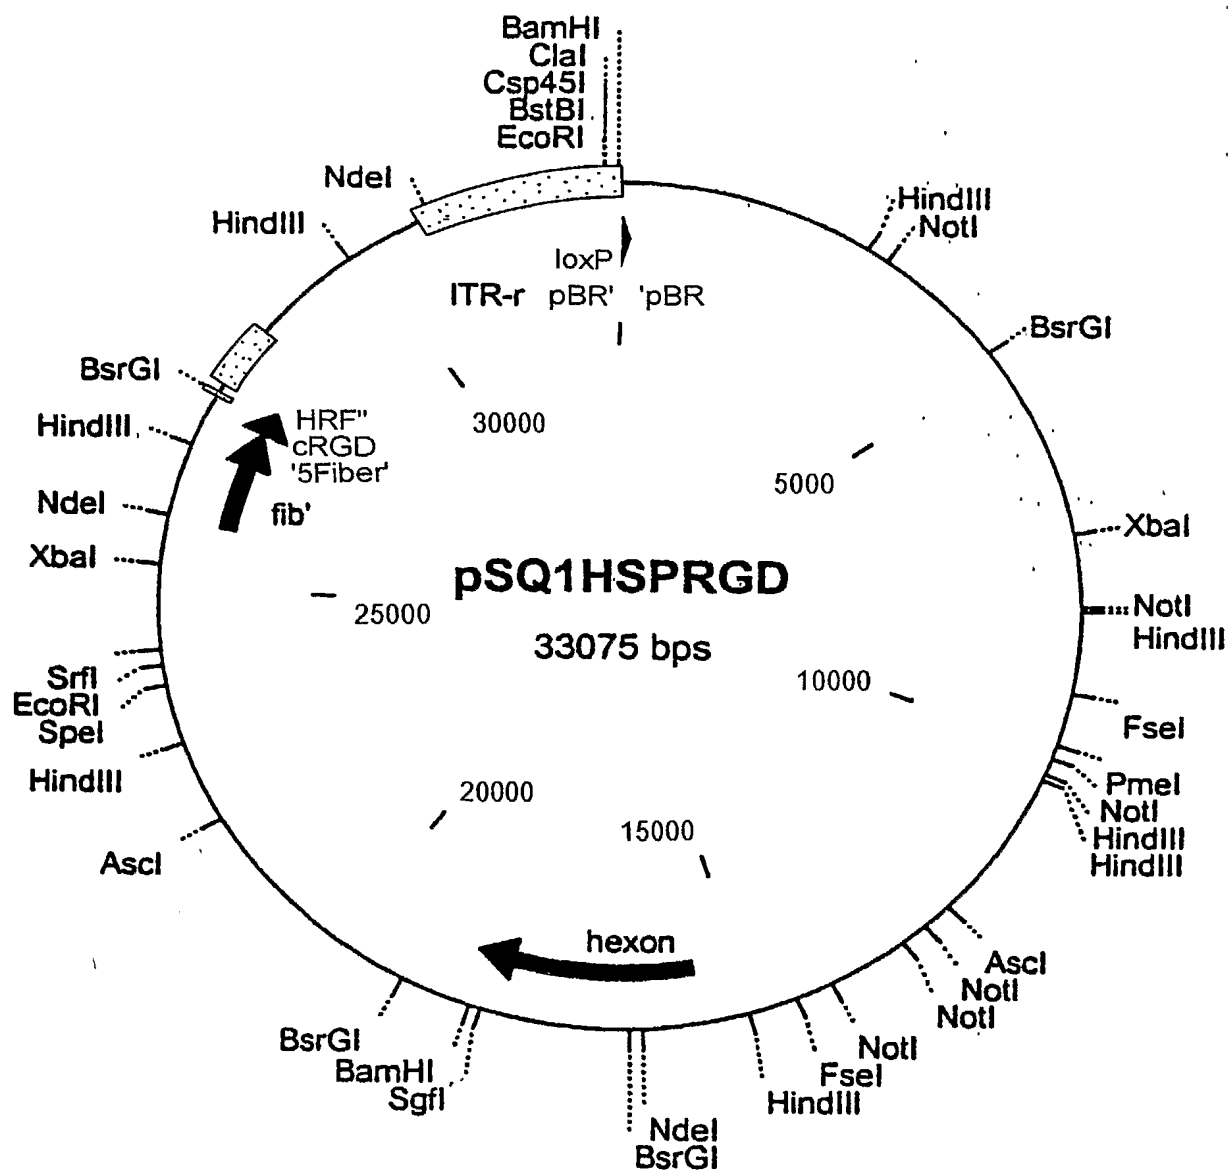 BamHI
ClaI
Csp45I
BstBI
EcoRI
NdeI
HindIII
HindIII
NotI
loxP
ITR-r pBR' 'pBR
BsrGI
BsrGI
HindIII
HRF"
cRGD
'5Fiber'
fib'
30000
5000
NdeI
XbaI
XbaI
pSQ1HSPRGD
33075 bps
25000
NotI
HindIII
10000
SrfI
EcoRI
SpeI
HindIII
FseI
PmeI
NotI
HindIII
HindIII
20000
15000
AscI
hexon
AscI
NotI
NotI
NotI
FseI
HindIII
BsrGI
BamHI
SgfI
NdeI
BsrGI